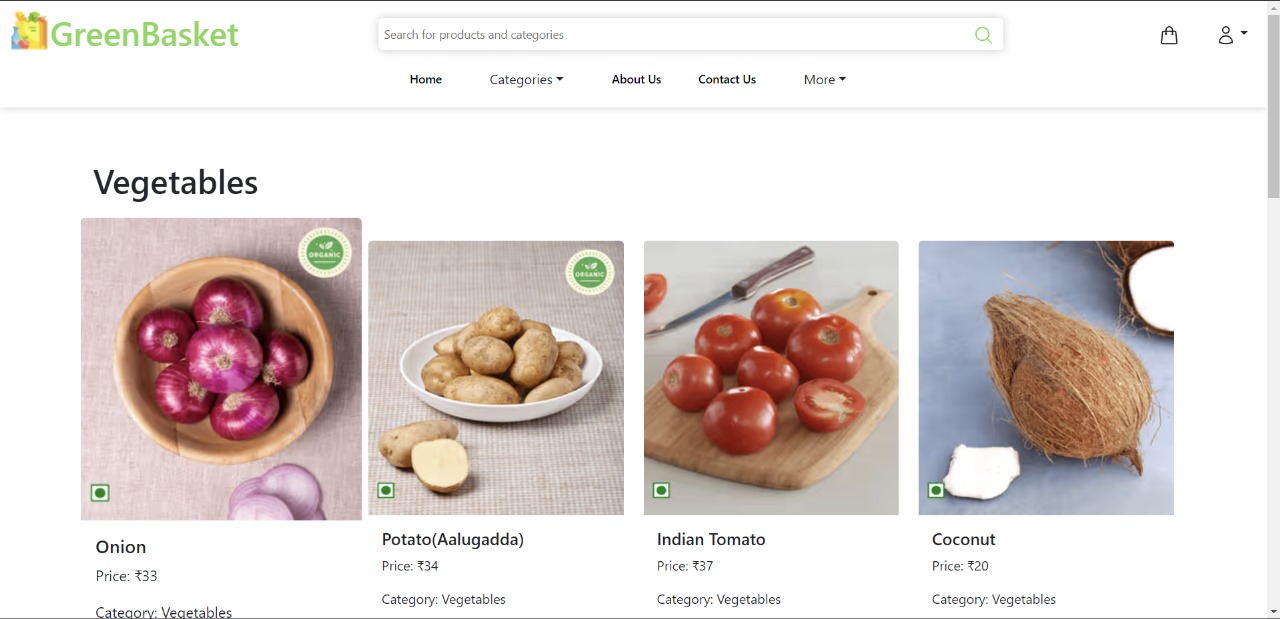 GreenBasket
Search for products and categories
Home Categories About Us Contact Us More
Vegetables
ORGANIC
ORGANIC
Onion
Price: ₹33
Category: Vegetables
Potato(Aalugadda)
Price: ₹34
Category: Vegetables
Indian Tomato
Price: ₹37
Category: Vegetables
Coconut
Price: ₹20
Category: Vegetables